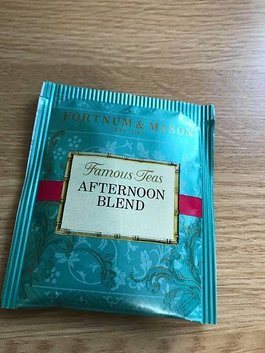 FORTNUM & MASON
Famous Teas
AFTERNOON
BLEND